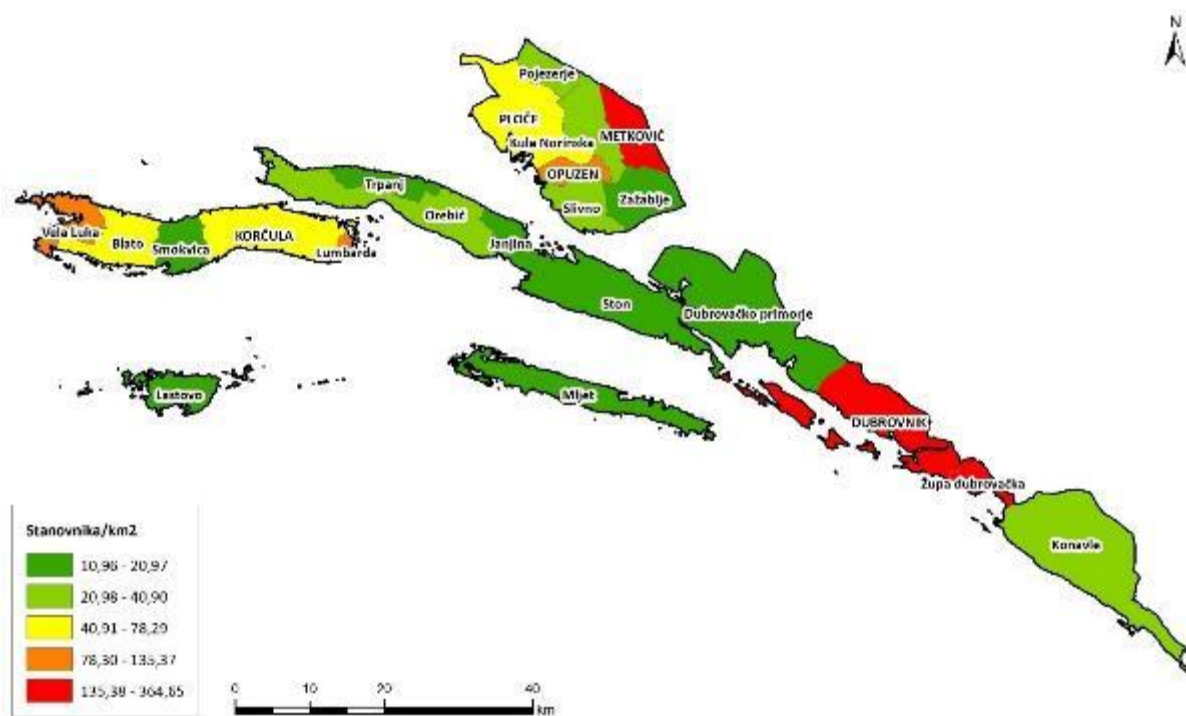 N
Pojezerje
PLOČE
METKOVIĆ
Kula Norinska
OPUZEN
Trpanj
Zažablje
Slivno
Orebić
Vela Luka
Blato
KORČULA
Smokvica
Lumbarda
Janjina
Ston
Dubrovačko primorje
Lastovo
Mljet
DUBROVNIK
Župa dubrovačka
Konavle
Stanovnika/km2
10,96 - 20,97
20,98 - 40,90
40,91 - 78,29
78,30 - 135,37
135,38 - 364,65
0 10 20 40
km